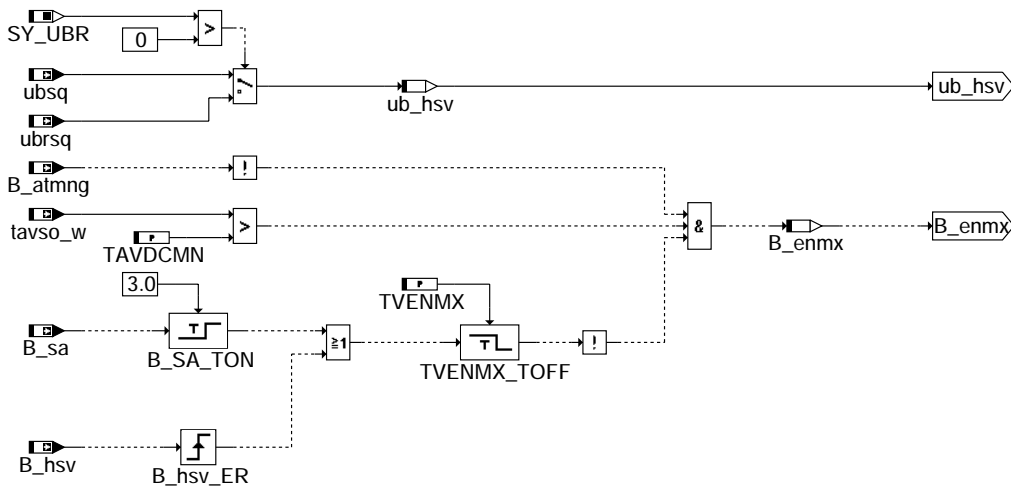 SY_UBR
0
>
ubsq
ubrsq
ub_hsv
ub_hsv
B_atmng
!
tavso_w
>
TAVDCMN
&
B_enmx
B_enmx
3.0
TVENMX
B_sa
T
B_SA_TON
≥1
T
TVENMX_TOFF
!
B_hsv
B_hsv_ER